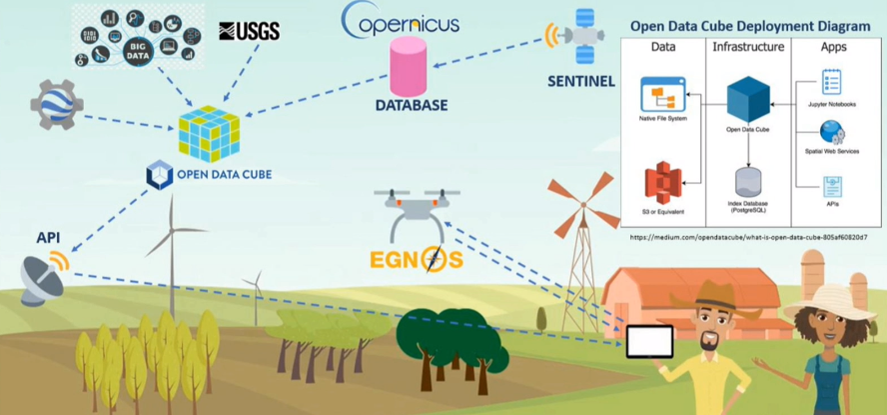 BIG
DATA
USGS
Copernicus
DATABASE
SENTINEL
OPEN DATA CUBE
API
EGNOS
Open Data Cube Deployment Diagram
Data
Infrastructure
Apps
Native File System
Open Data Cube
Jupyter Notebooks
Spatial Web Services
S3 or Equivalent
Index Database
(PostgreSQL)
APIs
https://medium.com/opendatacube/what-is-open-data-cube-805af60820d7